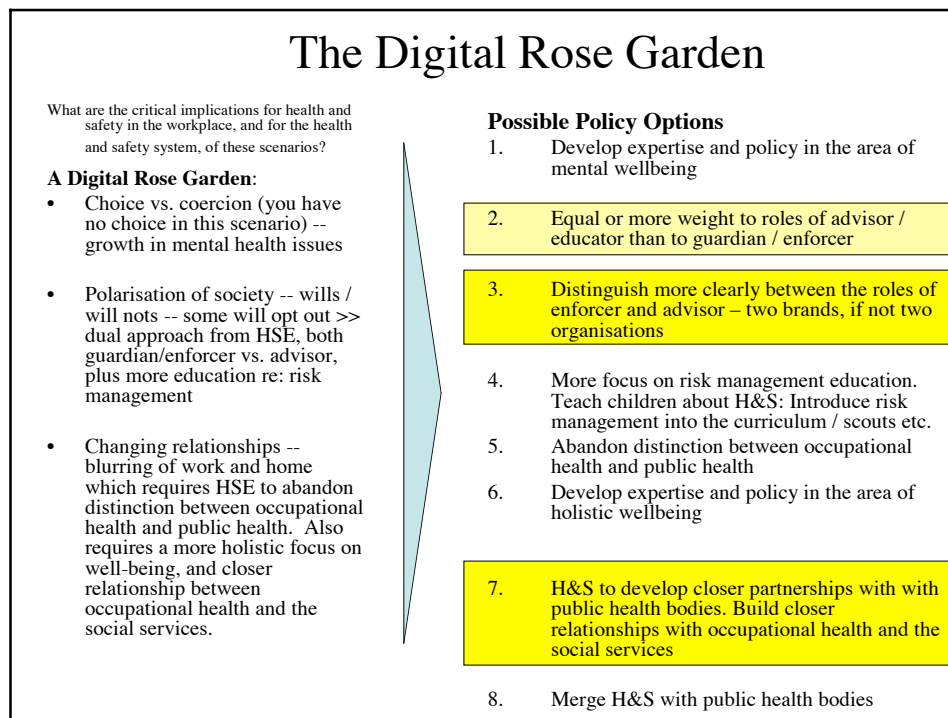 The Digital Rose Garden
What are the critical implications for health and
safety in the workplace, and for the health
and safety system, of these scenarios?
A Digital Rose Garden:
• Choice vs. coercion (you have
no choice in this scenario) --
growth in mental health issues
• Polarisation of society -- wills /
will nots -- some will opt out >>
dual approach from HSE, both
guardian/enforcer vs. advisor,
plus more education re: risk
management
• Changing relationships --
blurring of work and home
which requires HSE to abandon
distinction between occupational
health and public health. Also
requires a more holistic focus on
well-being, and closer
relationship between
occupational health and the
social services.
Possible Policy Options
1. Develop expertise and policy in the area of
mental wellbeing
2. Equal or more weight to roles of advisor /
educator than to guardian / enforcer
3. Distinguish more clearly between the roles of
enforcer and advisor – two brands, if not two
organisations
4. More focus on risk management education.
Teach children about H&S: Introduce risk
management into the curriculum / scouts etc.
5. Abandon distinction between occupational
health and public health
6. Develop expertise and policy in the area of
holistic wellbeing
7. H&S to develop closer partnerships with with
public health bodies. Build closer
relationships with occupational health and the
social services
8. Merge H&S with public health bodies